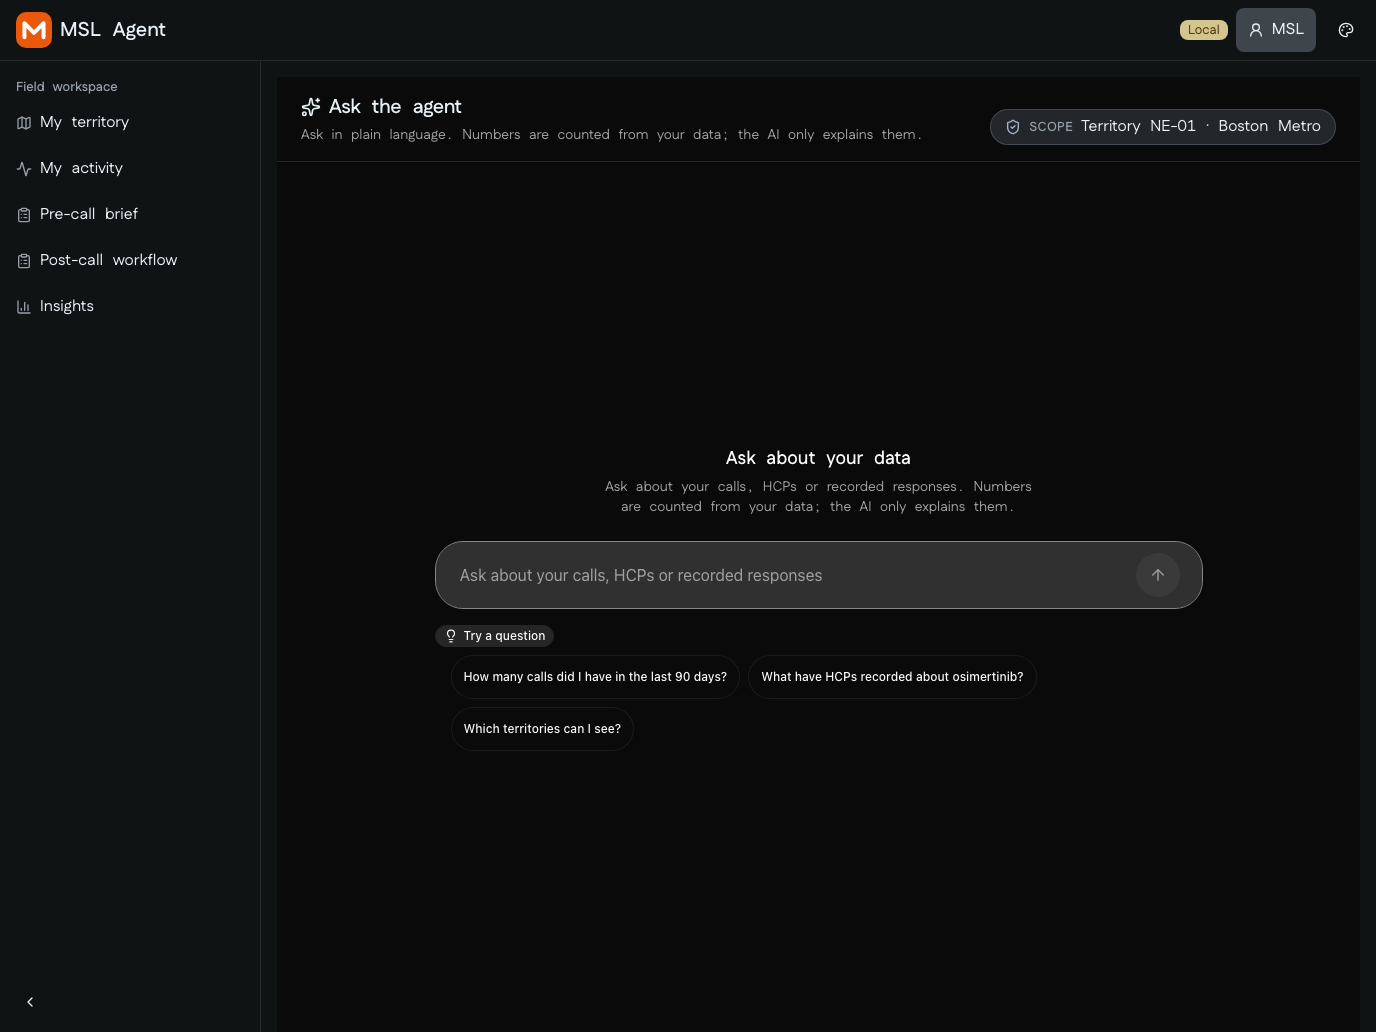 MSL Agent
Local
MSL
Field workspace
My territory
My activity
Pre-call brief
Post-call workflow
Insights
Ask the agent
Ask in plain language. Numbers are counted from your data; the AI only explains them.
SCOPE Territory NE-01 · Boston Metro
Ask about your data
Ask about your calls, HCPs or recorded responses. Numbers
are counted from your data; the AI only explains them.
Ask about your calls, HCPs or recorded responses
Try a question
How many calls did I have in the last 90 days?
What have HCPs recorded about osimertinib?
Which territories can I see?